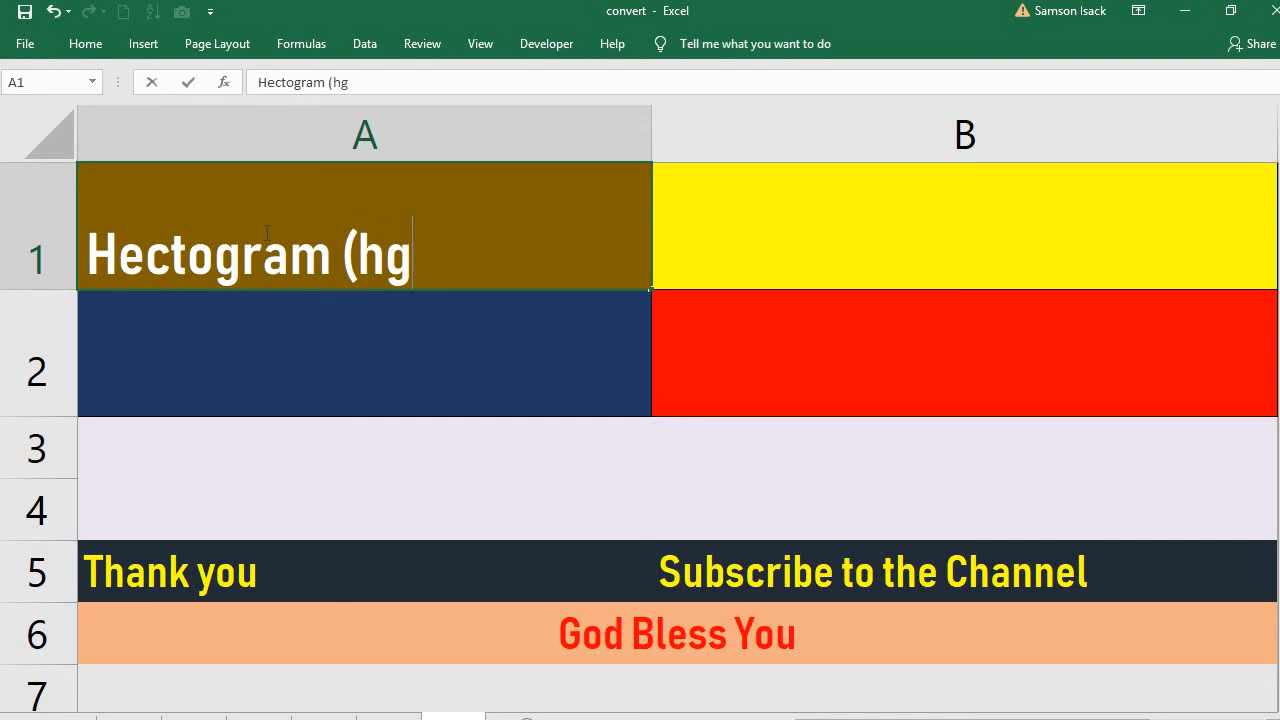 convert - Excel
Samson Isack
File Home Insert Page Layout Formulas Data Review View Developer Help Tell me what you want to do Share
A1 fx Hectogram (hg
A B
1 Hectogram (hg
2
3
4
5 Thank you Subscribe to the Channel
6 God Bless You
7